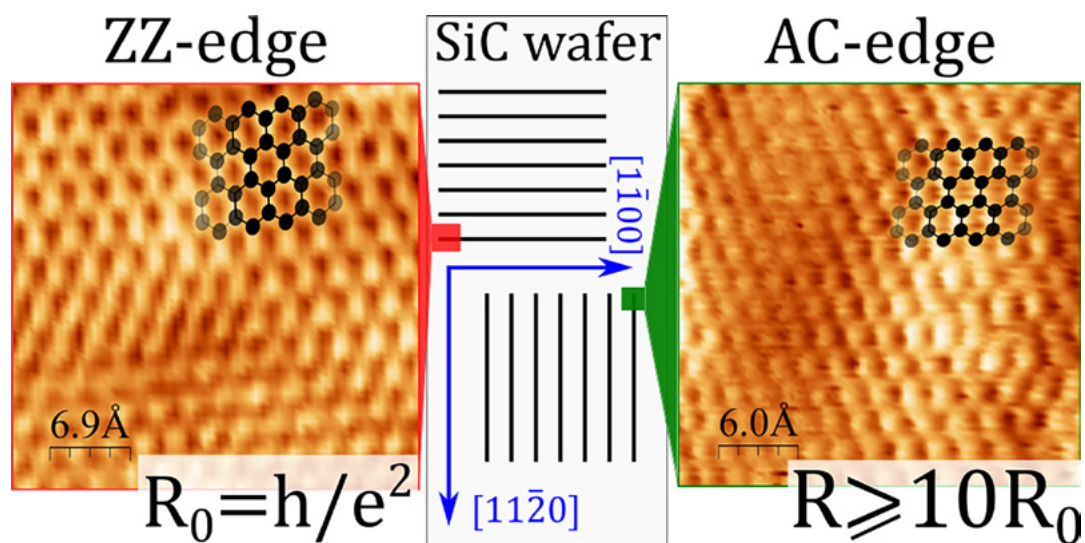 ZZ-edge
SiC wafer
AC-edge
[11̄00]
6.9Å
6.0Å
R₀=h/e²
[112̄0]
R⩾10R₀